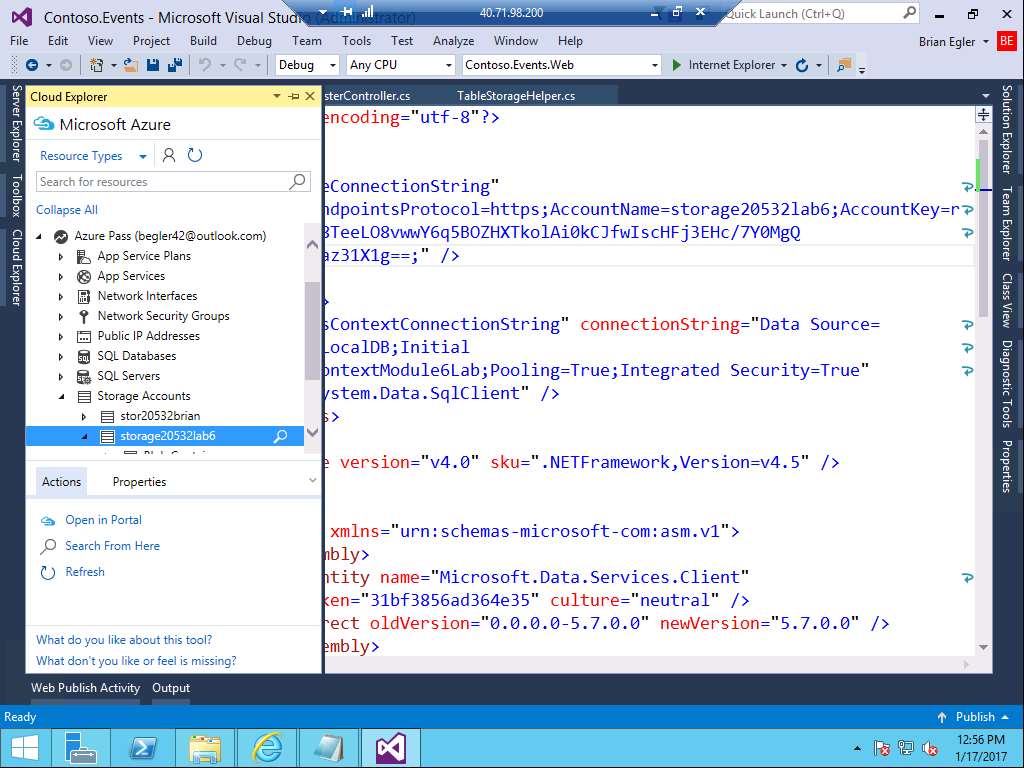 Contoso.Events - Microsoft Visual Studio (Administrator)
40.71.98.200
Quick Launch (Ctrl+Q)
File Edit View Project Build Debug Team Tools Test Analyze Window Help
Brian Egler
BE
Debug Any CPU Contoso.Events.Web Internet Explorer
Server Explorer
Toolbox
Cloud Explorer
Cloud Explorer
Microsoft Azure
Resource Types
Search for resources
Collapse All
Azure Pass (begler42@outlook.com)
App Service Plans
App Services
Network Interfaces
Network Security Groups
Public IP Addresses
SQL Databases
SQL Servers
Storage Accounts
stor20532brian
storage20532lab6
Actions Properties
Open in Portal
Search From Here
Refresh
What do you like about this tool?
What don't you like or feel is missing?
sterController.cs TableStorageHelper.cs
encoding="utf-8"?>
eConnectionString"
ndpointsProtocol=https;AccountName=storage20532lab6;AccountKey=r
3TeeLO8vwwY6q5BOZHXTkolAi0kCJfwIscHFj3EHc/7Y0MgQ
az31X1g==;" />
>
sContextConnectionString" connectionString="Data Source=
LocalDB;Initial
ontextModule6Lab;Pooling=True;Integrated Security=True"
ystem.Data.SqlClient" />
s>
e version="v4.0" sku=".NETFramework,Version=v4.5" />
xmlns="urn:schemas-microsoft-com:asm.v1">
mbly>
ntity name="Microsoft.Data.Services.Client"
ken="31bf3856ad364e35" culture="neutral" />
rect oldVersion="0.0.0.0-5.7.0.0" newVersion="5.7.0.0" />
embly>
Solution Explorer
Team Explorer
Class View
Diagnostic Tools
Properties
Web Publish Activity Output
Ready
Publish
12:56 PM
1/17/2017